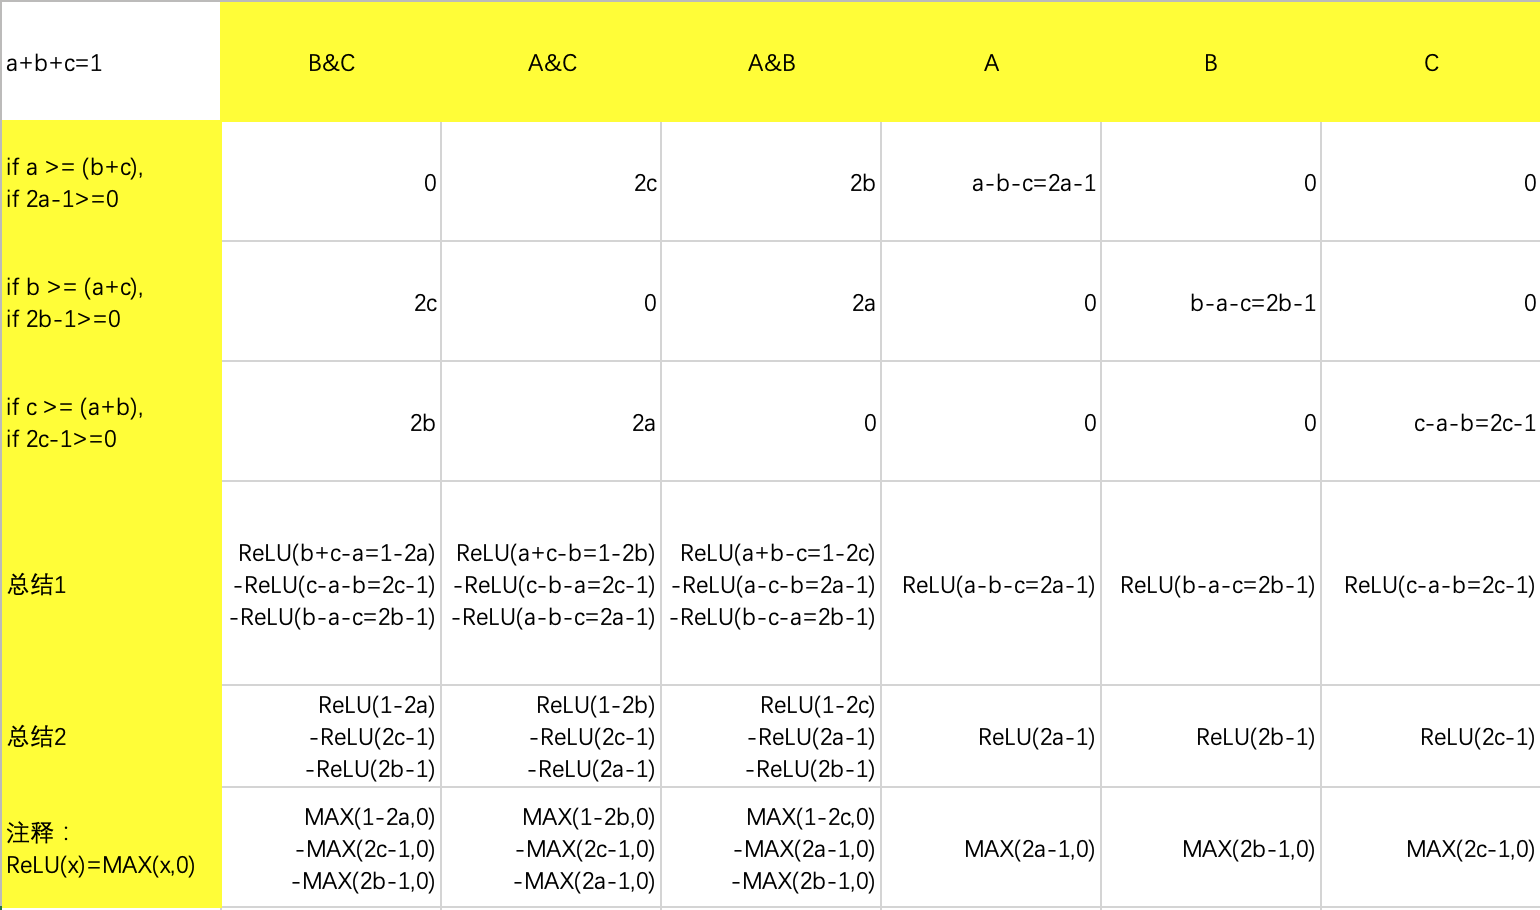 a+b+c=1
B&C
A&C
A&B
A
B
C
if a >= (b+c),
if 2a-1>=0
0
2c
2b
a-b-c=2a-1
0
0
if b >= (a+c),
if 2b-1>=0
2c
0
2a
0
b-a-c=2b-1
0
if c >= (a+b),
if 2c-1>=0
2b
2a
0
0
0
c-a-b=2c-1
总结1
ReLU(b+c-a=1-2a)
-ReLU(c-a-b=2c-1)
-ReLU(b-a-c=2b-1)
ReLU(a+c-b=1-2b)
-ReLU(c-b-a=2c-1)
-ReLU(a-b-c=2a-1)
ReLU(a+b-c=1-2c)
-ReLU(a-c-b=2a-1)
-ReLU(b-c-a=2b-1)
ReLU(a-b-c=2a-1)
ReLU(b-a-c=2b-1)
ReLU(c-a-b=2c-1)
总结2
ReLU(1-2a)
-ReLU(2c-1)
-ReLU(2b-1)
ReLU(1-2b)
-ReLU(2c-1)
-ReLU(2a-1)
ReLU(1-2c)
-ReLU(2a-1)
-ReLU(2b-1)
ReLU(2a-1)
ReLU(2b-1)
ReLU(2c-1)
注释：
ReLU(x)=MAX(x,0)
MAX(1-2a,0)
-MAX(2c-1,0)
-MAX(2b-1,0)
MAX(1-2b,0)
-MAX(2c-1,0)
-MAX(2a-1,0)
MAX(1-2c,0)
-MAX(2a-1,0)
-MAX(2b-1,0)
MAX(2a-1,0)
MAX(2b-1,0)
MAX(2c-1,0)